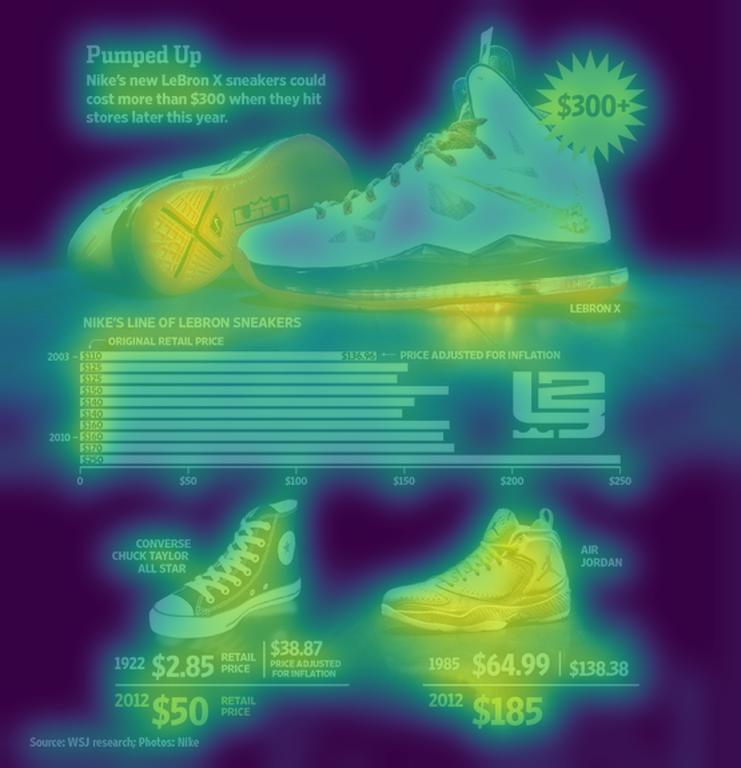 Pumped Up
Nike's new LeBron X sneakers could
cost more than $300 when they hit
stores later this year.
$300+
LEBRON X
NIKE'S LINE OF LEBRON SNEAKERS
ORIGINAL RETAIL PRICE
2003 $110 $136.96 PRICE ADJUSTED FOR INFLATION
$125
$125
$150
$140
$140
$160
2010 $160
$170
$250
0 $50 $100 $150 $200 $250
CONVERSE
CHUCK TAYLOR
ALL STAR
1922 $2.85 RETAIL
PRICE
$38.87
PRICE ADJUSTED
FOR INFLATION
2012 $50 RETAIL
PRICE
AIR
JORDAN
1985 $64.99 $138.38
2012 $185
Source: WSJ research; Photos: Nike